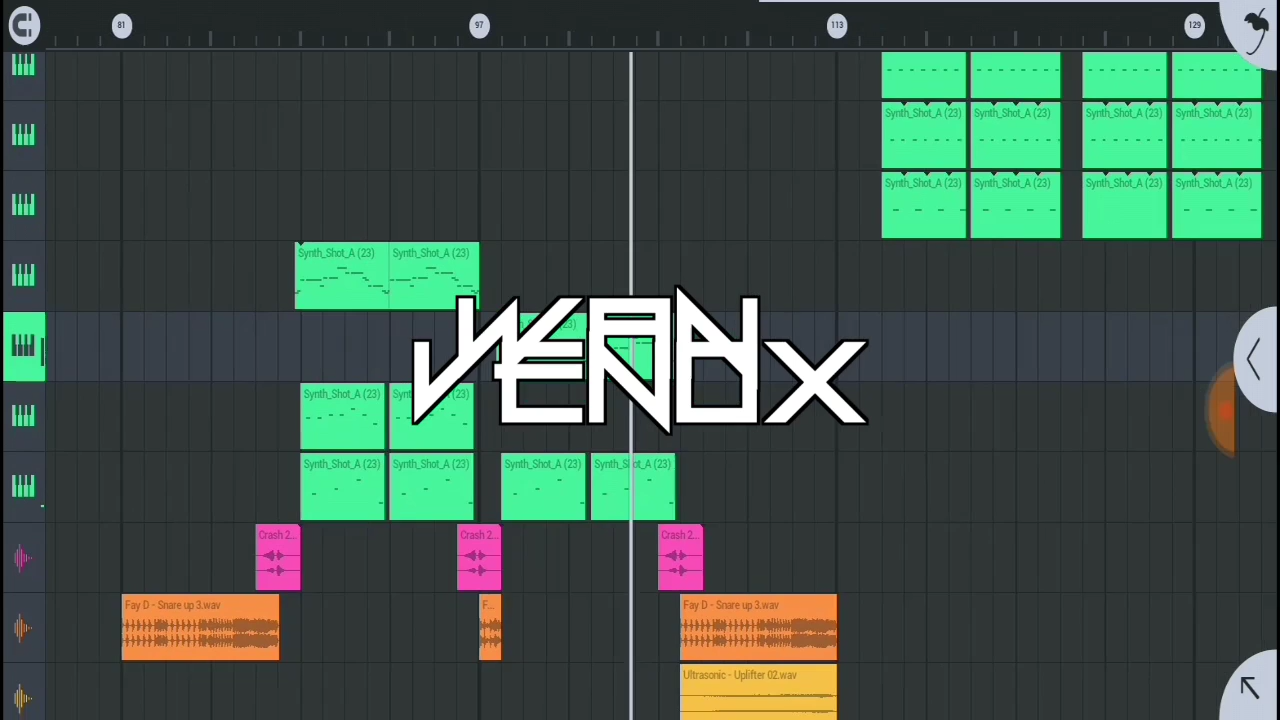 81 97 113 129
Synth_Shot_A (23) Synth_Shot_A (23) Synth_Shot_A (23) Synth_Shot_A (23)
Synth_Shot_A (23) Synth_Shot_A (23) Synth_Shot_A (23) Synth_Shot_A (23)
Synth_Shot_A (23) Synth_Shot_A (23)
(23)
Synth_Shot_A (23) Synth_Shot_A (23)
Synth_Shot_A (23) Synth_Shot_A (23) Synth_Shot_A (23) Synth_Shot_A (23)
Crash 2... Crash 2... Crash 2...
Fay D - Snare up 3.wav F... Fay D - Snare up 3.wav
Ultrasonic - Uplifter 02.wav